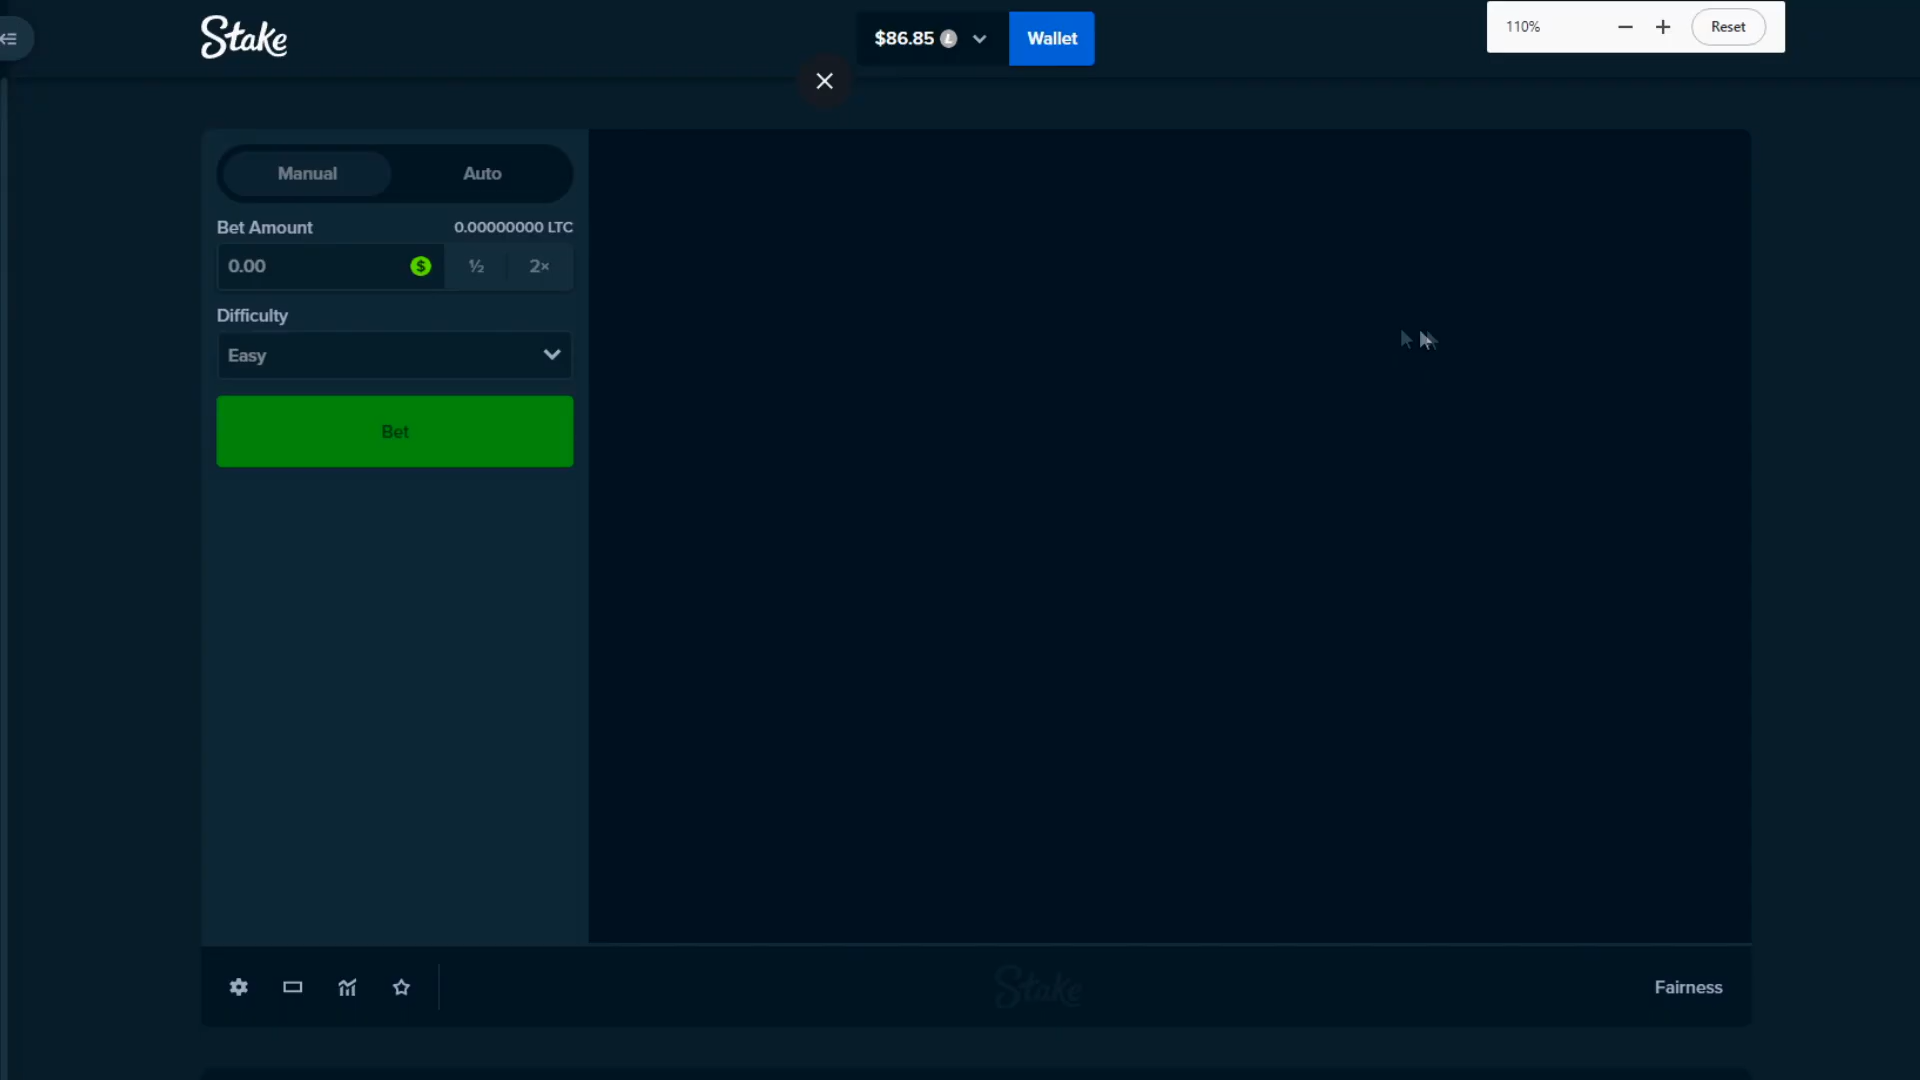 Stake
$86.85
Wallet
110%
Reset
Manual
Auto
Bet Amount
0.00000000 LTC
0.00
$
½
2×
Difficulty
Easy
Bet
Stake
Fairness